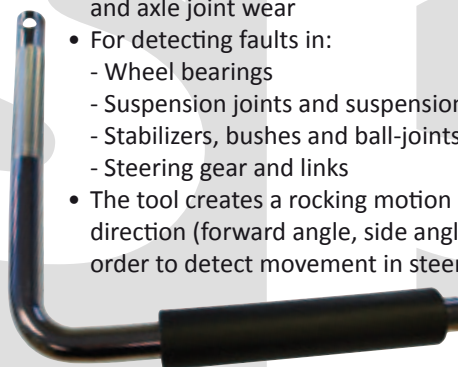 and axle joint wear
• For detecting faults in:
- Wheel bearings
- Suspension joints and suspension
- Stabilizers, bushes and ball-joints
- Steering gear and links
• The tool creates a rocking motion
direction (forward angle, side angl
order to detect movement in steer